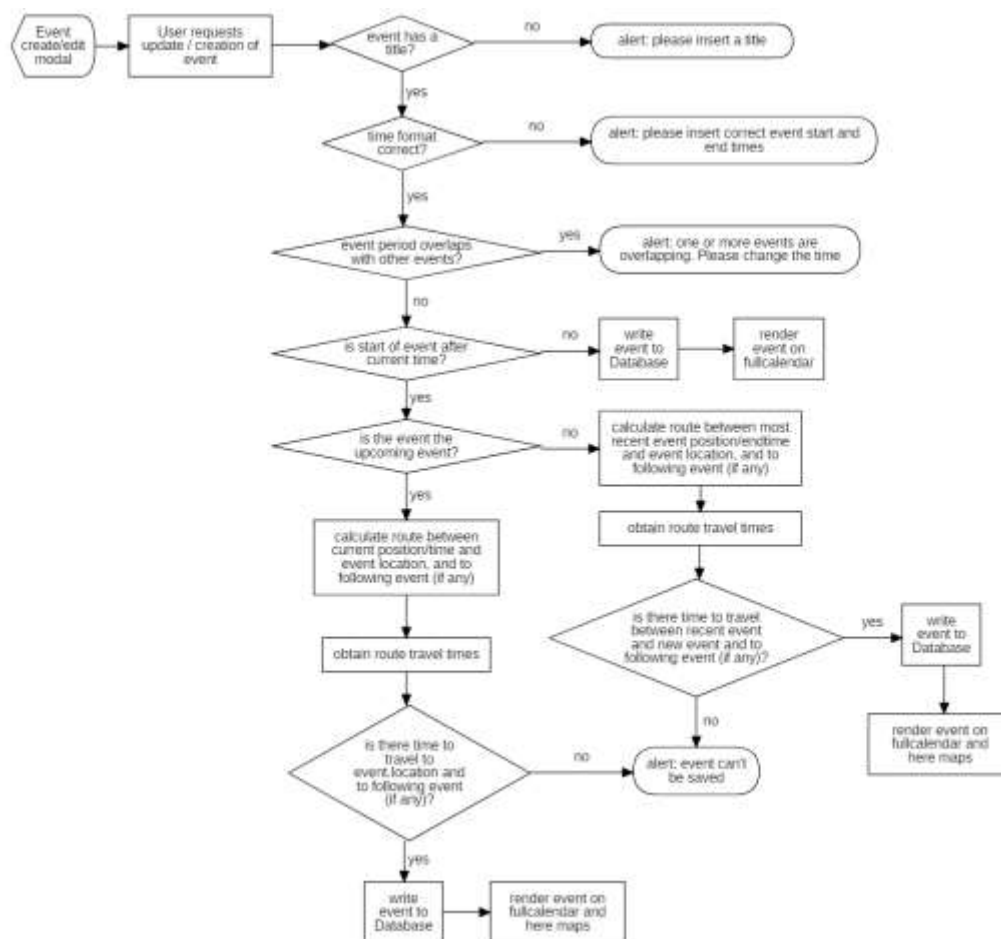 Event
create/edit
modal
User requests
update / creation of
event
event has a
title?
no
alert: please insert a title
yes
time format
correct?
no
alert: please insert correct event start and
end times
yes
event period overlaps
with other events?
yes
alert: one or more events are
overlapping. Please change the time
no
is start of event after
current time?
no
write
event to
Database
render
event on
fullcalendar
yes
is the event the
upcoming event?
no
calculate route between most
recent event position/endtime
and event location, and to
following event (if any)
yes
obtain route travel times
calculate route between
current position/time and
event location, and to
following event (if any)
is there time to travel
between recent event
and new event and to
following event (if any)?
yes
write
event to
Database
obtain route travel times
no
render event on
fullcalendar and
here maps
is there time to
travel to
event.location and
to following event
(if any)?
no
alert: event can't
be saved
yes
write
event to
Database
render event on
fullcalendar and
here maps